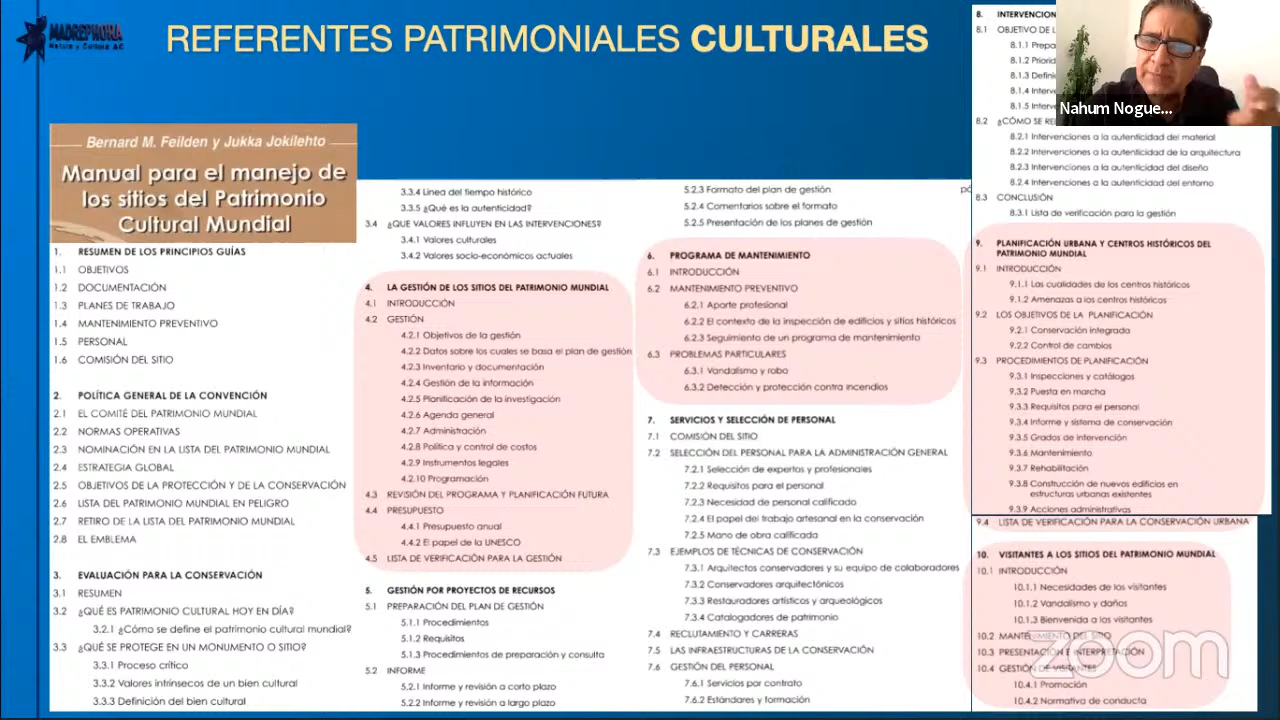 MADREPHORA
Natura y Cultura AC
REFERENTES PATRIMONIALES CULTURALES
Nahum Nogue...
Bernard M. Feilden y Jukka Jokilehto
Manual para el manejo de
los sitios del Patrimonio
Cultural Mundial
1. RESUMEN DE LOS PRINCIPIOS GUÍAS
1.1 OBJETIVOS
1.2 DOCUMENTACIÓN
1.3 PLANES DE TRABAJO
1.4 MANTENIMIENTO PREVENTIVO
1.5 PERSONAL
1.6 COMISIÓN DEL SITIO
2. POLÍTICA GENERAL DE LA CONVENCIÓN
2.1 EL COMITÉ DEL PATRIMONIO MUNDIAL
2.2 NORMAS OPERATIVAS
2.3 NOMINACIÓN EN LA LISTA DEL PATRIMONIO MUNDIAL
2.4 ESTRATEGIA GLOBAL
2.5 OBJETIVOS DE LA PROTECCIÓN Y DE LA CONSERVACIÓN
2.6 LISTA DEL PATRIMONIO MUNDIAL EN PELIGRO
2.7 RETIRO DE LA LISTA DEL PATRIMONIO MUNDIAL
2.8 EL EMBLEMA
3. EVALUACIÓN PARA LA CONSERVACIÓN
3.1 RESUMEN
3.2 ¿QUÉ ES PATRIMONIO CULTURAL HOY EN DÍA?
3.2.1 ¿Cómo se define el patrimonio cultural mundial?
3.3 ¿QUÉ SE PROTEGE EN UN MONUMENTO O SITIO?
3.3.1 Proceso crítico
3.3.2 Valores intrínsecos de un bien cultural
3.3.3 Definición del bien cultural
3.3.4 Línea del tiempo histórico
3.3.5 ¿Qué es la autenticidad?
3.4 ¿QUE VALORES INFLUYEN EN LAS INTERVENCIONES?
3.4.1 Valores culturales
3.4.2 Valores socio-económicos actuales
4. LA GESTIÓN DE LOS SITIOS DEL PATRIMONIO MUNDIAL
4.1 INTRODUCCIÓN
4.2 GESTIÓN
4.2.1 Objetivos de la gestión
4.2.2 Datos sobre los cuales se basa el plan de gestión
4.2.3 Inventario y documentación
4.2.4 Gestión de la información
4.2.5 Planificación de la investigación
4.2.6 Agenda general
4.2.7 Administración
4.2.8 Política y control de costos
4.2.9 Instrumentos legales
4.2.10 Programación
4.3 REVISIÓN DEL PROGRAMA Y PLANIFICACIÓN FUTURA
4.4 PRESUPUESTO
4.4.1 Presupuesto anual
4.4.2 El papel de la UNESCO
4.5 LISTA DE VERIFICACIÓN PARA LA GESTIÓN
5. GESTIÓN POR PROYECTOS DE RECURSOS
5.1 PREPARACIÓN DEL PLAN DE GESTIÓN
5.1.1 Procedimientos
5.1.2 Requisitos
5.1.3 Procedimientos de preparación y consulta
5.2 INFORME
5.2.1 Informe y revisión a corto plazo
5.2.2 Informe y revisión a largo plazo
5.2.3 Formato del plan de gestión
5.2.4 Comentarios sobre el formato
5.2.5 Presentación de los planes de gestión
6. PROGRAMA DE MANTENIMIENTO
6.1 INTRODUCCIÓN
6.2 MANTENIMIENTO PREVENTIVO
6.2.1 Aporte profesional
6.2.2 El contexto de la inspección de edificios y sitios históricos
6.2.3 Seguimiento de un programa de mantenimiento
6.3 PROBLEMAS PARTICULARES
6.3.1 Vandalismo y robo
6.3.2 Detección y protección contra incendios
7. SERVICIOS Y SELECCIÓN DE PERSONAL
7.1 COMISIÓN DEL SITIO
7.2 SELECCIÓN DEL PERSONAL PARA LA ADMINISTRACIÓN GENERAL
7.2.1 Selección de expertos y profesionales
7.2.2 Requisitos para el personal
7.2.3 Necesidad de personal calificado
7.2.4 El papel del trabajo artesanal en la conservación
7.2.5 Mano de obra calificada
7.3 EJEMPLOS DE TÉCNICAS DE CONSERVACIÓN
7.3.1 Arquitectos conservadores y su equipo de colaboradores
7.3.2 Conservadores arquitectónicos
7.3.3 Restauradores artísticos y arqueológicos
7.3.4 Catalogadores de patrimonio
7.4 RECLUTAMIENTO Y CARRERAS
7.5 LAS INFRAESTRUCTURAS DE LA CONSERVACIÓN
7.6 GESTIÓN DEL PERSONAL
7.6.1 Servicios por contrato
7.6.2 Estándares y formación
8. INTERVENCION
8.1 OBJETIVO DE L
8.1.1 Prepa
8.1.2 Priorid
8.1.3 Defini
8.1.4 Interve
8.1.5 Interve
8.2 ¿CÓMO SE RE
8.2.1 Intervenciones a la autenticidad del material
8.2.2 Intervenciones a la autenticidad de la arquitectura
8.2.3 Intervenciones a la autenticidad del diseño
8.2.4 Intervenciones a la autenticidad del entorno
8.3 CONCLUSIÓN
8.3.1 Lista de verificación para la gestión
9. PLANIFICACIÓN URBANA Y CENTROS HISTÓRICOS DEL
PATRIMONIO MUNDIAL
9.1 INTRODUCCIÓN
9.1.1 Las cualidades de los centros históricos
9.1.2 Amenazas a los centros históricos
9.2 LOS OBJETIVOS DE LA PLANIFICACIÓN
9.2.1 Conservación integrada
9.2.2 Control de cambios
9.3 PROCEDIMIENTOS DE PLANIFICACIÓN
9.3.1 Inspecciones y catálogos
9.3.2 Puesta en marcha
9.3.3 Requisitos para el personal
9.3.4 Informe y sistema de conservación
9.3.5 Grados de intervención
9.3.6 Mantenimiento
9.3.7 Rehabilitación
9.3.8 Construcción de nuevos edificios en
estructuras urbanas existentes
9.3.9 Acciones administrativas
9.4 LISTA DE VERIFICACIÓN PARA LA CONSERVACIÓN URBANA
10. VISITANTES A LOS SITIOS DEL PATRIMONIO MUNDIAL
10.1 INTRODUCCIÓN
10.1.1 Necesidades de los visitantes
10.1.2 Vandalismo y daños
10.1.3 Bienvenida a los visitantes
10.2 MANTENIMIENTO DEL SITIO
10.3 PRESENTACIÓN E INTERPRETACIÓN
10.4 GESTIÓN DE VISITANTES
10.4.1 Promoción
10.4.2 Normativa de conducta
zoom